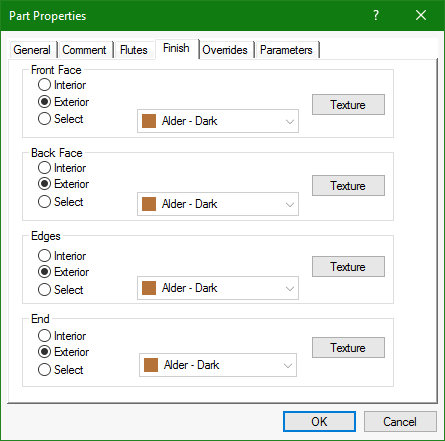 Part Properties ? ×
General Comment Flutes Finish Overrides Parameters
Front Face
Interior
Exterior
Select
Alder - Dark
Texture
Back Face
Interior
Exterior
Select
Alder - Dark
Texture
Edges
Interior
Exterior
Select
Alder - Dark
Texture
End
Interior
Exterior
Select
Alder - Dark
Texture
OK Cancel